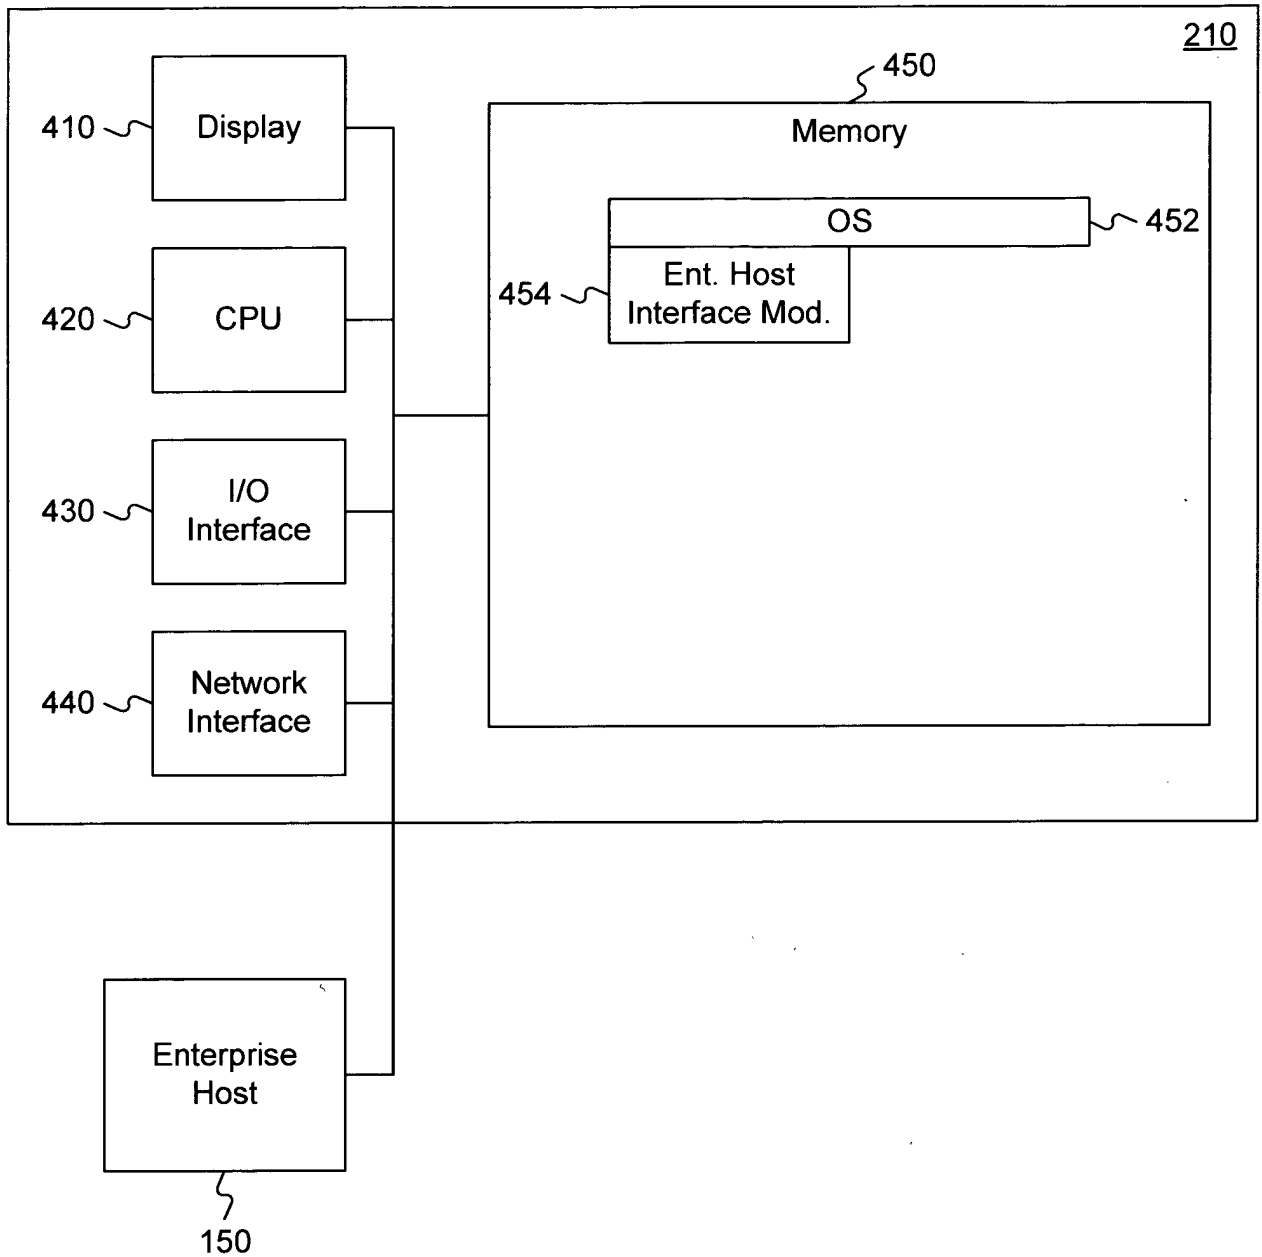 210
450
410
Display
Memory
OS
452
420
CPU
454
Ent. Host
Interface Mod.
430
I/O
Interface
440
Network
Interface
Enterprise
Host
150